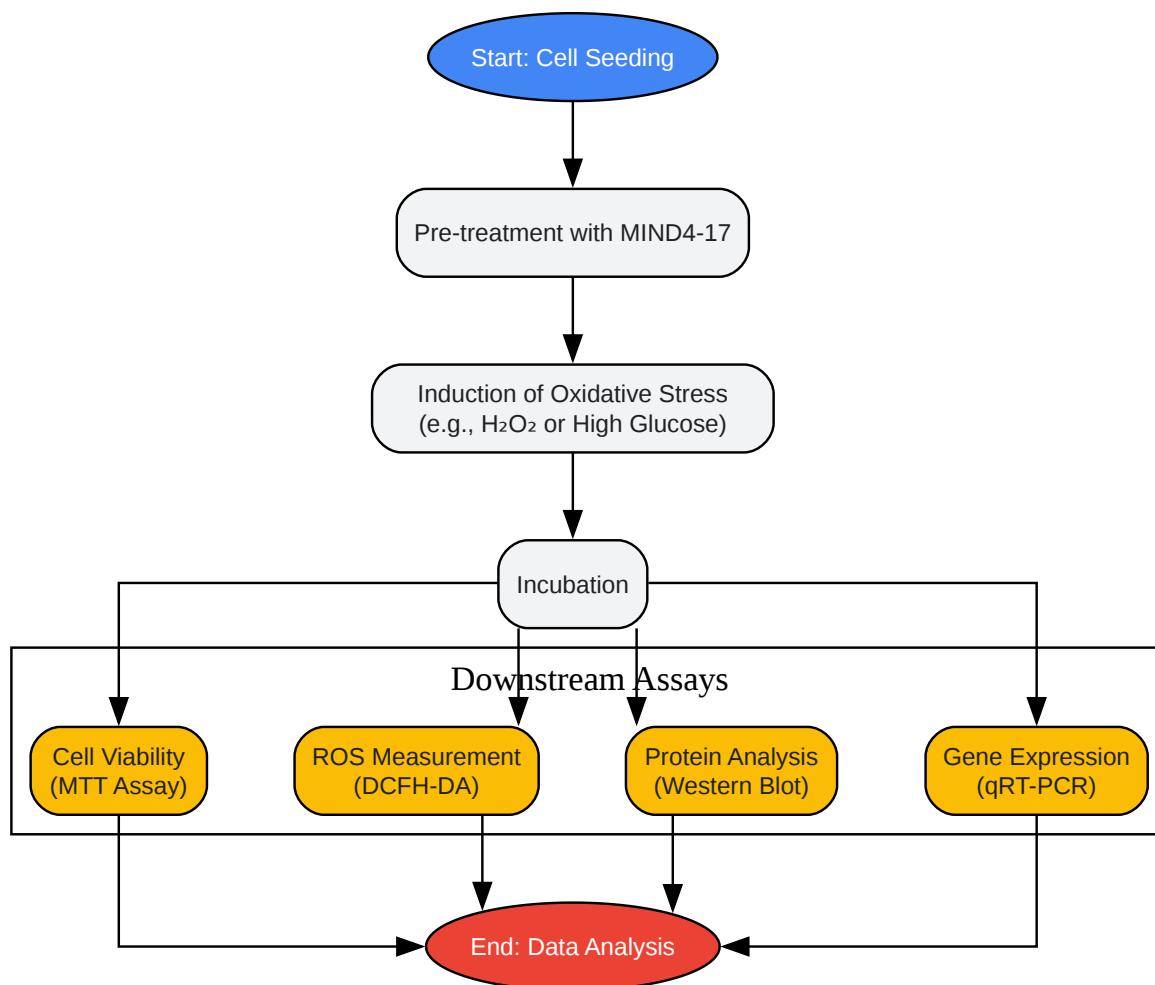 Start: Cell Seeding
Pre-treatment with MIND4-17
Induction of Oxidative Stress
(e.g., H₂O₂ or High Glucose)
Incubation
Downstream Assays
Cell Viability
(MTT Assay)
ROS Measurement
(DCFH-DA)
Protein Analysis
(Western Blot)
Gene Expression
(qRT-PCR)
End: Data Analysis